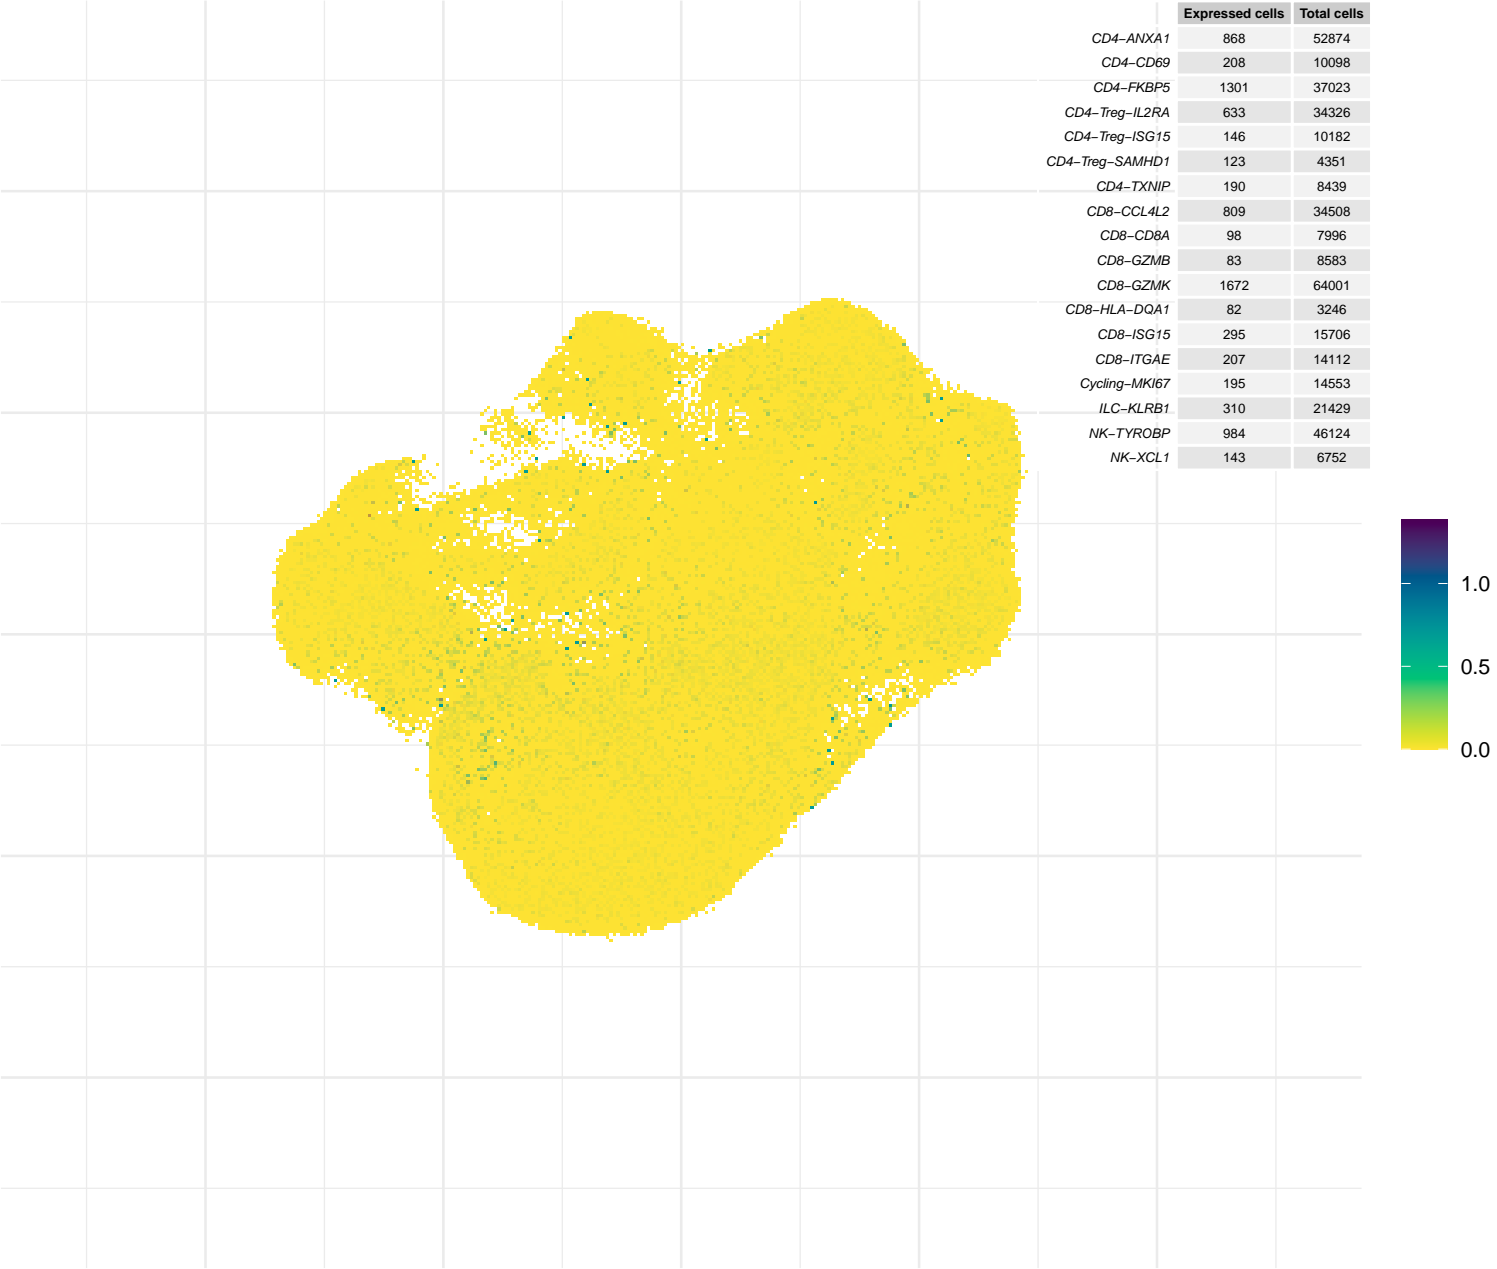 Expressed cells Total cells
CD4−ANXA1 868 52874
CD4−CD69 208 10098
CD4−FKBP5 1301 37023
CD4−Treg−IL2RA 633 34326
CD4−Treg−ISG15 146 10182
CD4−Treg−SAMHD1 123 4351
CD4−TXNIP 190 8439
CD8−CCL4L2 809 34508
CD8−CD8A 98 7996
CD8−GZMB 83 8583
CD8−GZMK 1672 64001
CD8−HLA−DQA1 82 3246
CD8−ISG15 295 15706
CD8−ITGAE 207 14112
Cycling−MKI67 195 14553
ILC−KLRB1 310 21429
NK−TYROBP 984 46124
NK−XCL1 143 6752
1.0
0.5
0.0